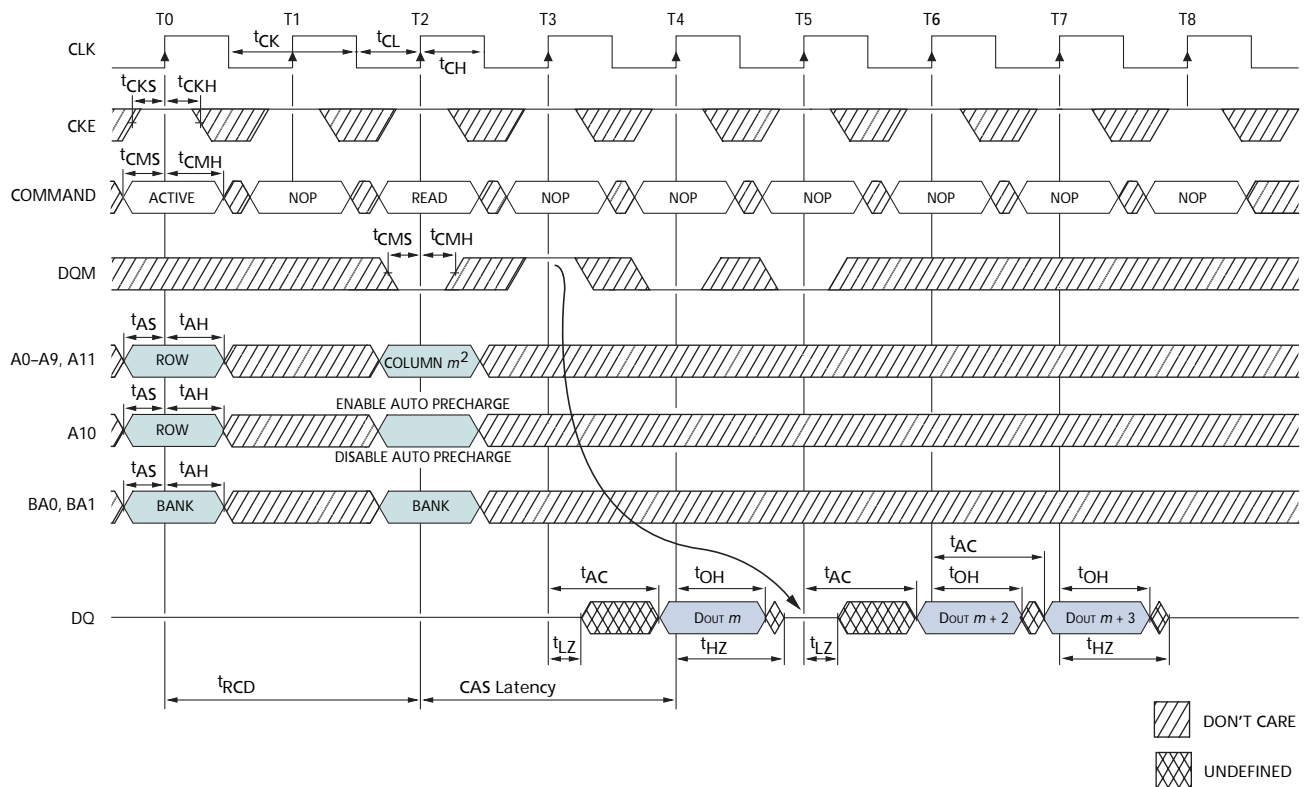 T0 T1 T2 T3 T4 T5 T6 T7 T8
CLK
tCK tCL tCH
tCKS tCKH
CKE
tCMS tCMH
COMMAND ACTIVE NOP READ NOP NOP NOP NOP NOP NOP
tCMS tCMH
DQM
tAS tAH
A0–A9, A11 ROW COLUMN m2
tAS tAH ENABLE AUTO PRECHARGE
A10 ROW
DISABLE AUTO PRECHARGE
tAS tAH
BA0, BA1 BANK BANK
tAC
tAC tOH tAC tOH tOH
DQ DOUT m DOUT m + 2 DOUT m + 3
tLZ tHZ tLZ tHZ
tRCD CAS Latency
DON'T CARE
UNDEFINED